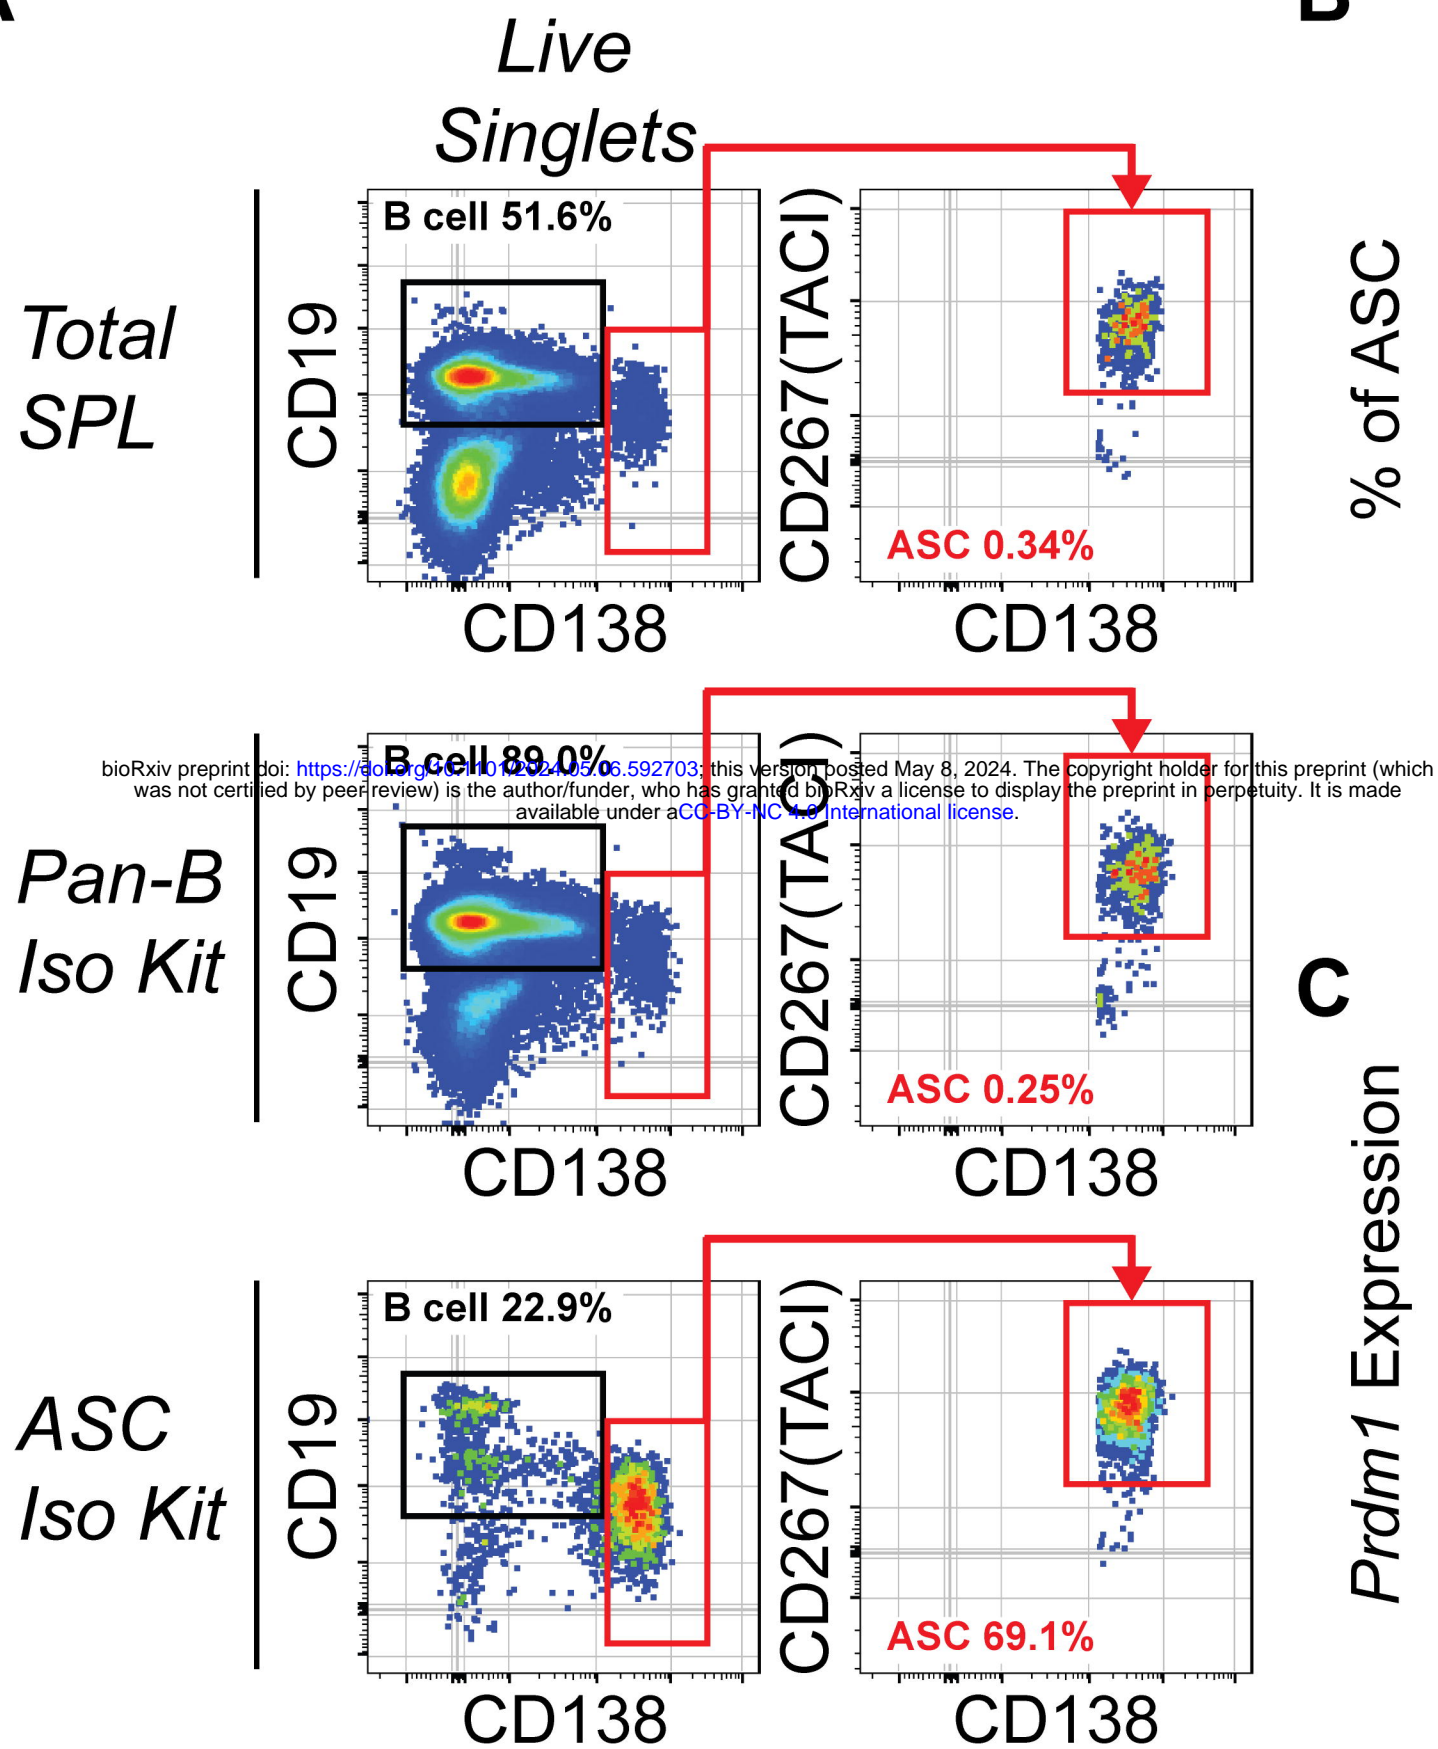 B
Live
Singlets
Total
SPL
B cell 51.6%
CD19
CD138
CD267(TACI)
ASC 0.34%
CD138
% of ASC
Pan-B
Iso Kit
B cell 89.0%
bioRxiv preprint doi: https://doi.org/10.1101/2024.05.06.592703; this version posted May 8, 2024. The copyright holder for this preprint (which
was not certified by peer review) is the author/funder, who has granted bioRxiv a license to display the preprint in perpetuity. It is made
available under aCC-BY-NC 4.0 International license.
CD19
CD138
CD267(TACI)
ASC 0.25%
CD138
C
Prdm1 Expression
ASC
Iso Kit
B cell 22.9%
CD19
CD138
CD267(TACI)
ASC 69.1%
CD138